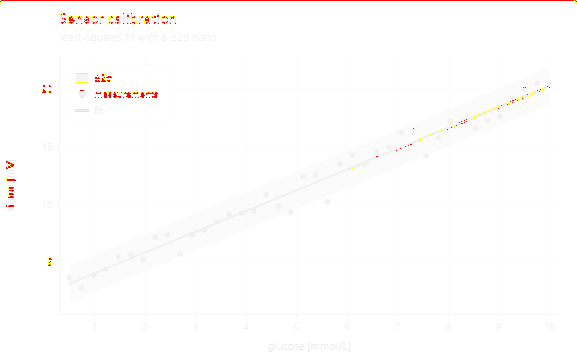 Sensor calibration
least-squares fit with a ±2σ band
±2σ
measurements
fit
20
15
10
5
1 2 3 4 5 6 7 8 9 10
glucose [mmol/L]